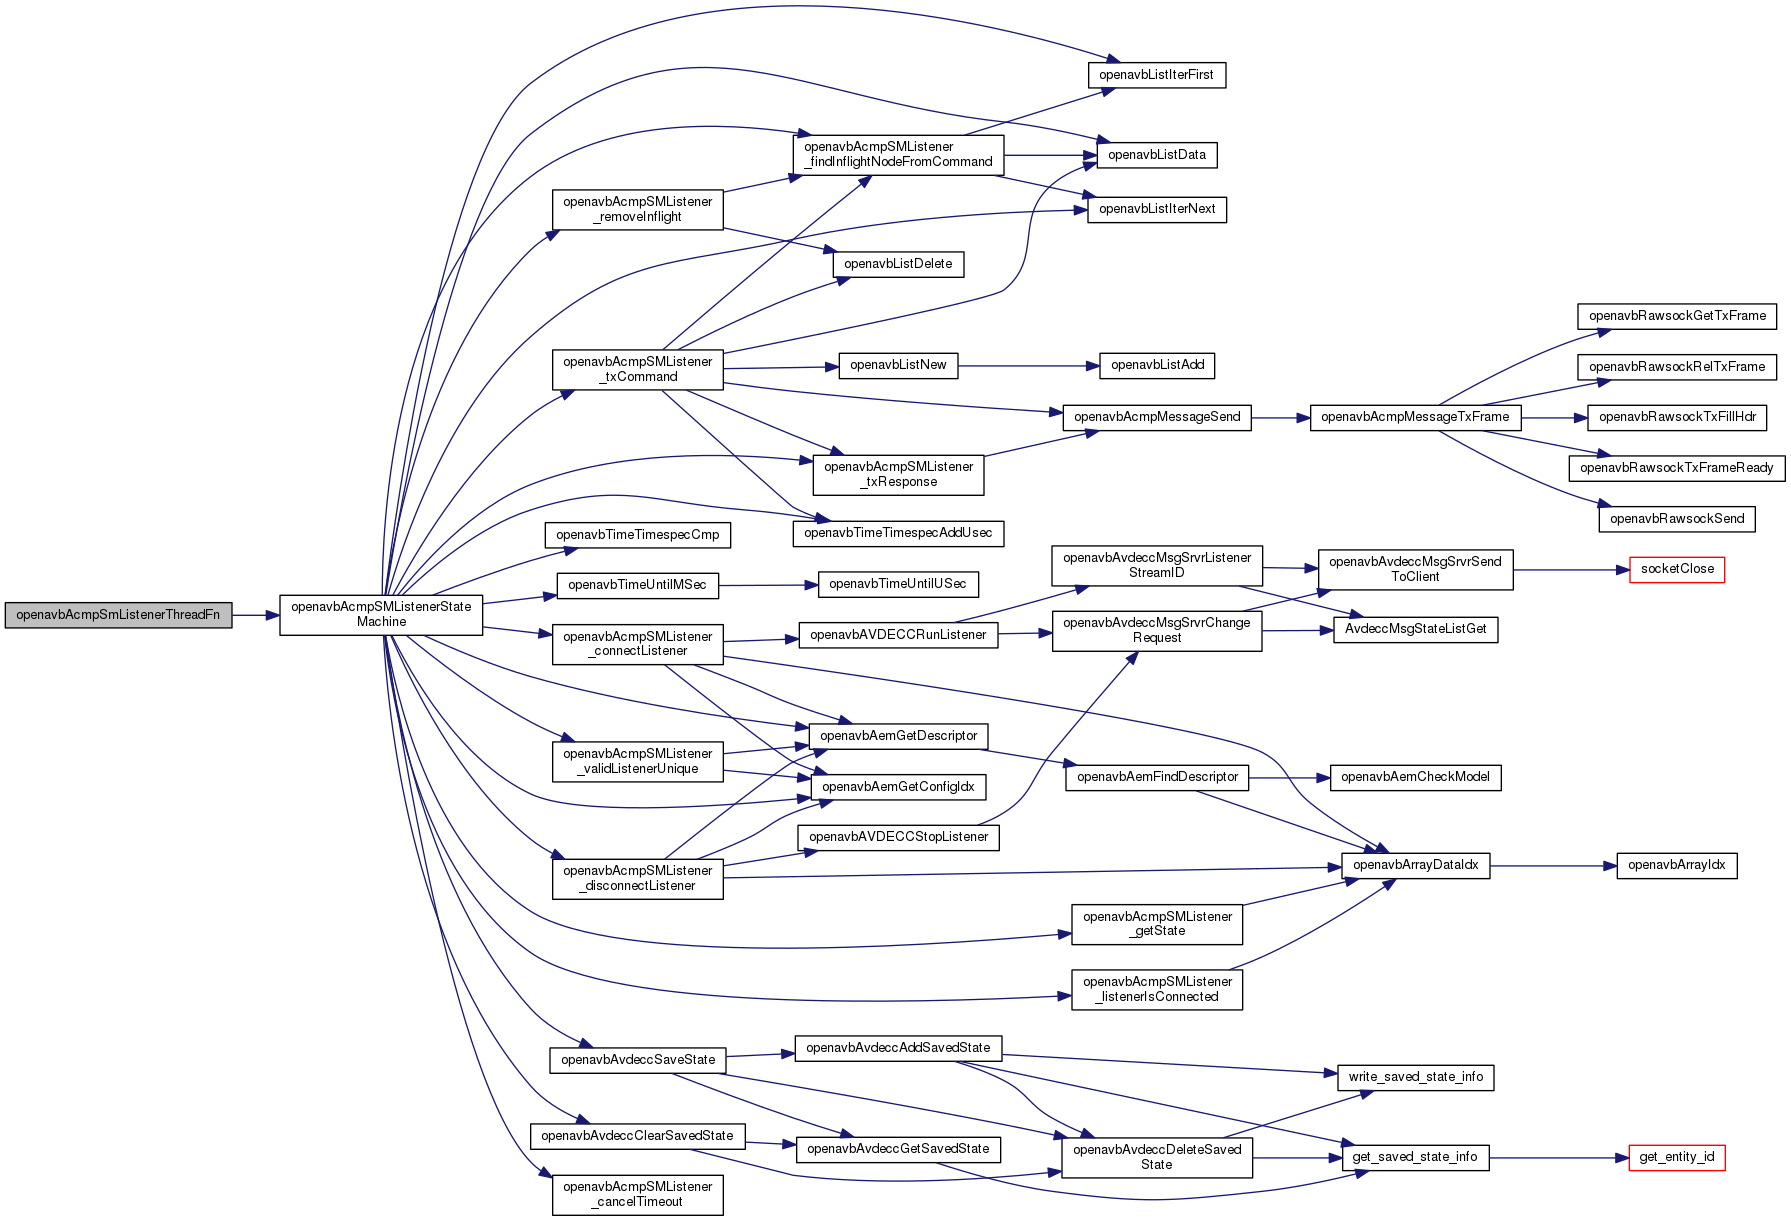 openavbAcmpSmListenerThreadFn
openavbAcmpSMListenerState
Machine
openavbListIterFirst
openavbAcmpSMListener
_findInflightNodeFromCommand
openavbListData
openavbAcmpSMListener
_removeInflight
openavbListIterNext
openavbListDelete
openavbAcmpSMListener
_txCommand
openavbListNew
openavbListAdd
openavbAcmpMessageSend
openavbAcmpMessageTxFrame
openavbRawsockGetTxFrame
openavbRawsockRelTxFrame
openavbRawsockTxFillHdr
openavbRawsockTxFrameReady
openavbRawsockSend
openavbAcmpSMListener
_txResponse
openavbTimeTimespecAddUsec
openavbTimeTimespecCmp
openavbTimeUntilMSec
openavbTimeUntilUSec
openavbAcmpSMListener
_connectListener
openavbAVDECCRunListener
openavbAvdeccMsgSrvrListener
StreamID
openavbAvdeccMsgSrvrChange
Request
openavbAvdeccMsgSrvrSend
ToClient
socketClose
AvdeccMsgStateListGet
openavbAcmpSMListener
_validListenerUnique
openavbAemGetDescriptor
openavbAemGetConfigIdx
openavbAemFindDescriptor
openavbAemCheckModel
openavbAVDECCStopListener
openavbAcmpSMListener
_disconnectListener
openavbArrayDataIdx
openavbArrayIdx
openavbAcmpSMListener
_getState
openavbAcmpSMListener
_listenerIsConnected
openavbAvdeccSaveState
openavbAvdeccAddSavedState
write_saved_state_info
openavbAvdeccClearSavedState
openavbAvdeccGetSavedState
openavbAvdeccDeleteSaved
State
get_saved_state_info
get_entity_id
openavbAcmpSMListener
_cancelTimeout